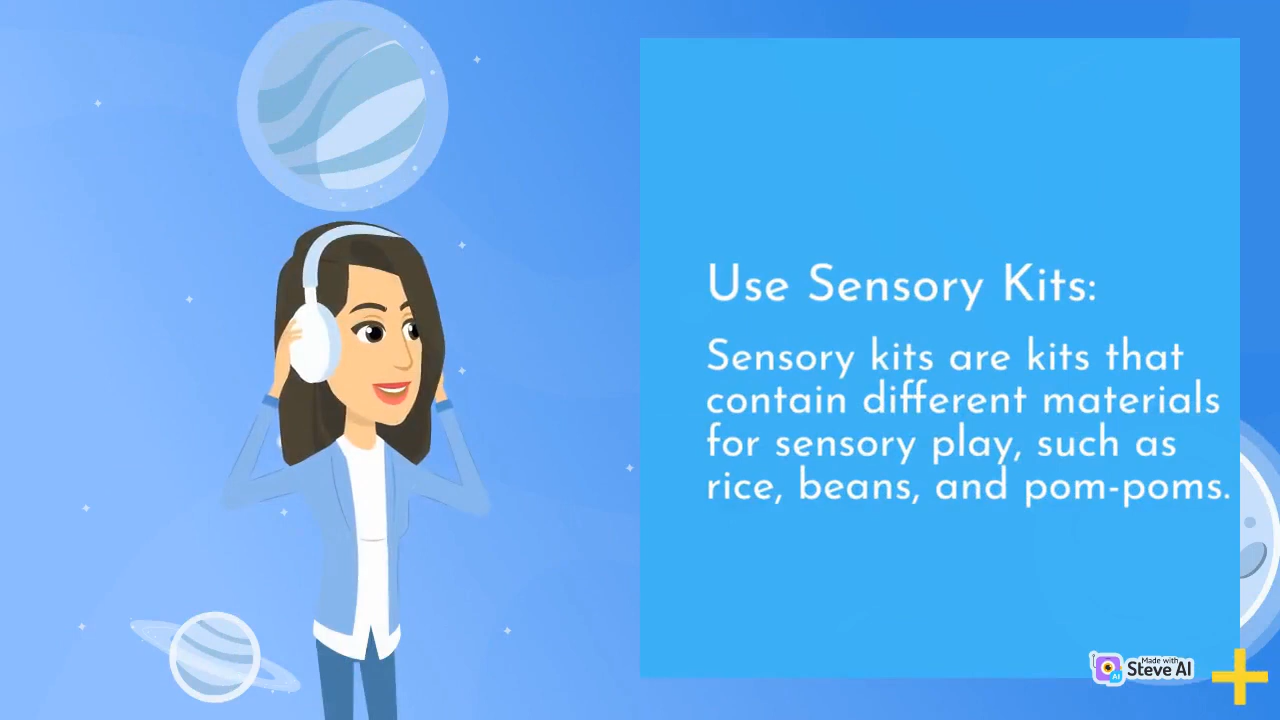 Use Sensory Kits:
Sensory kits are kits that
contain different materials
for sensory play, such as
rice, beans, and pom-poms.
Made with
Steve AI
AI